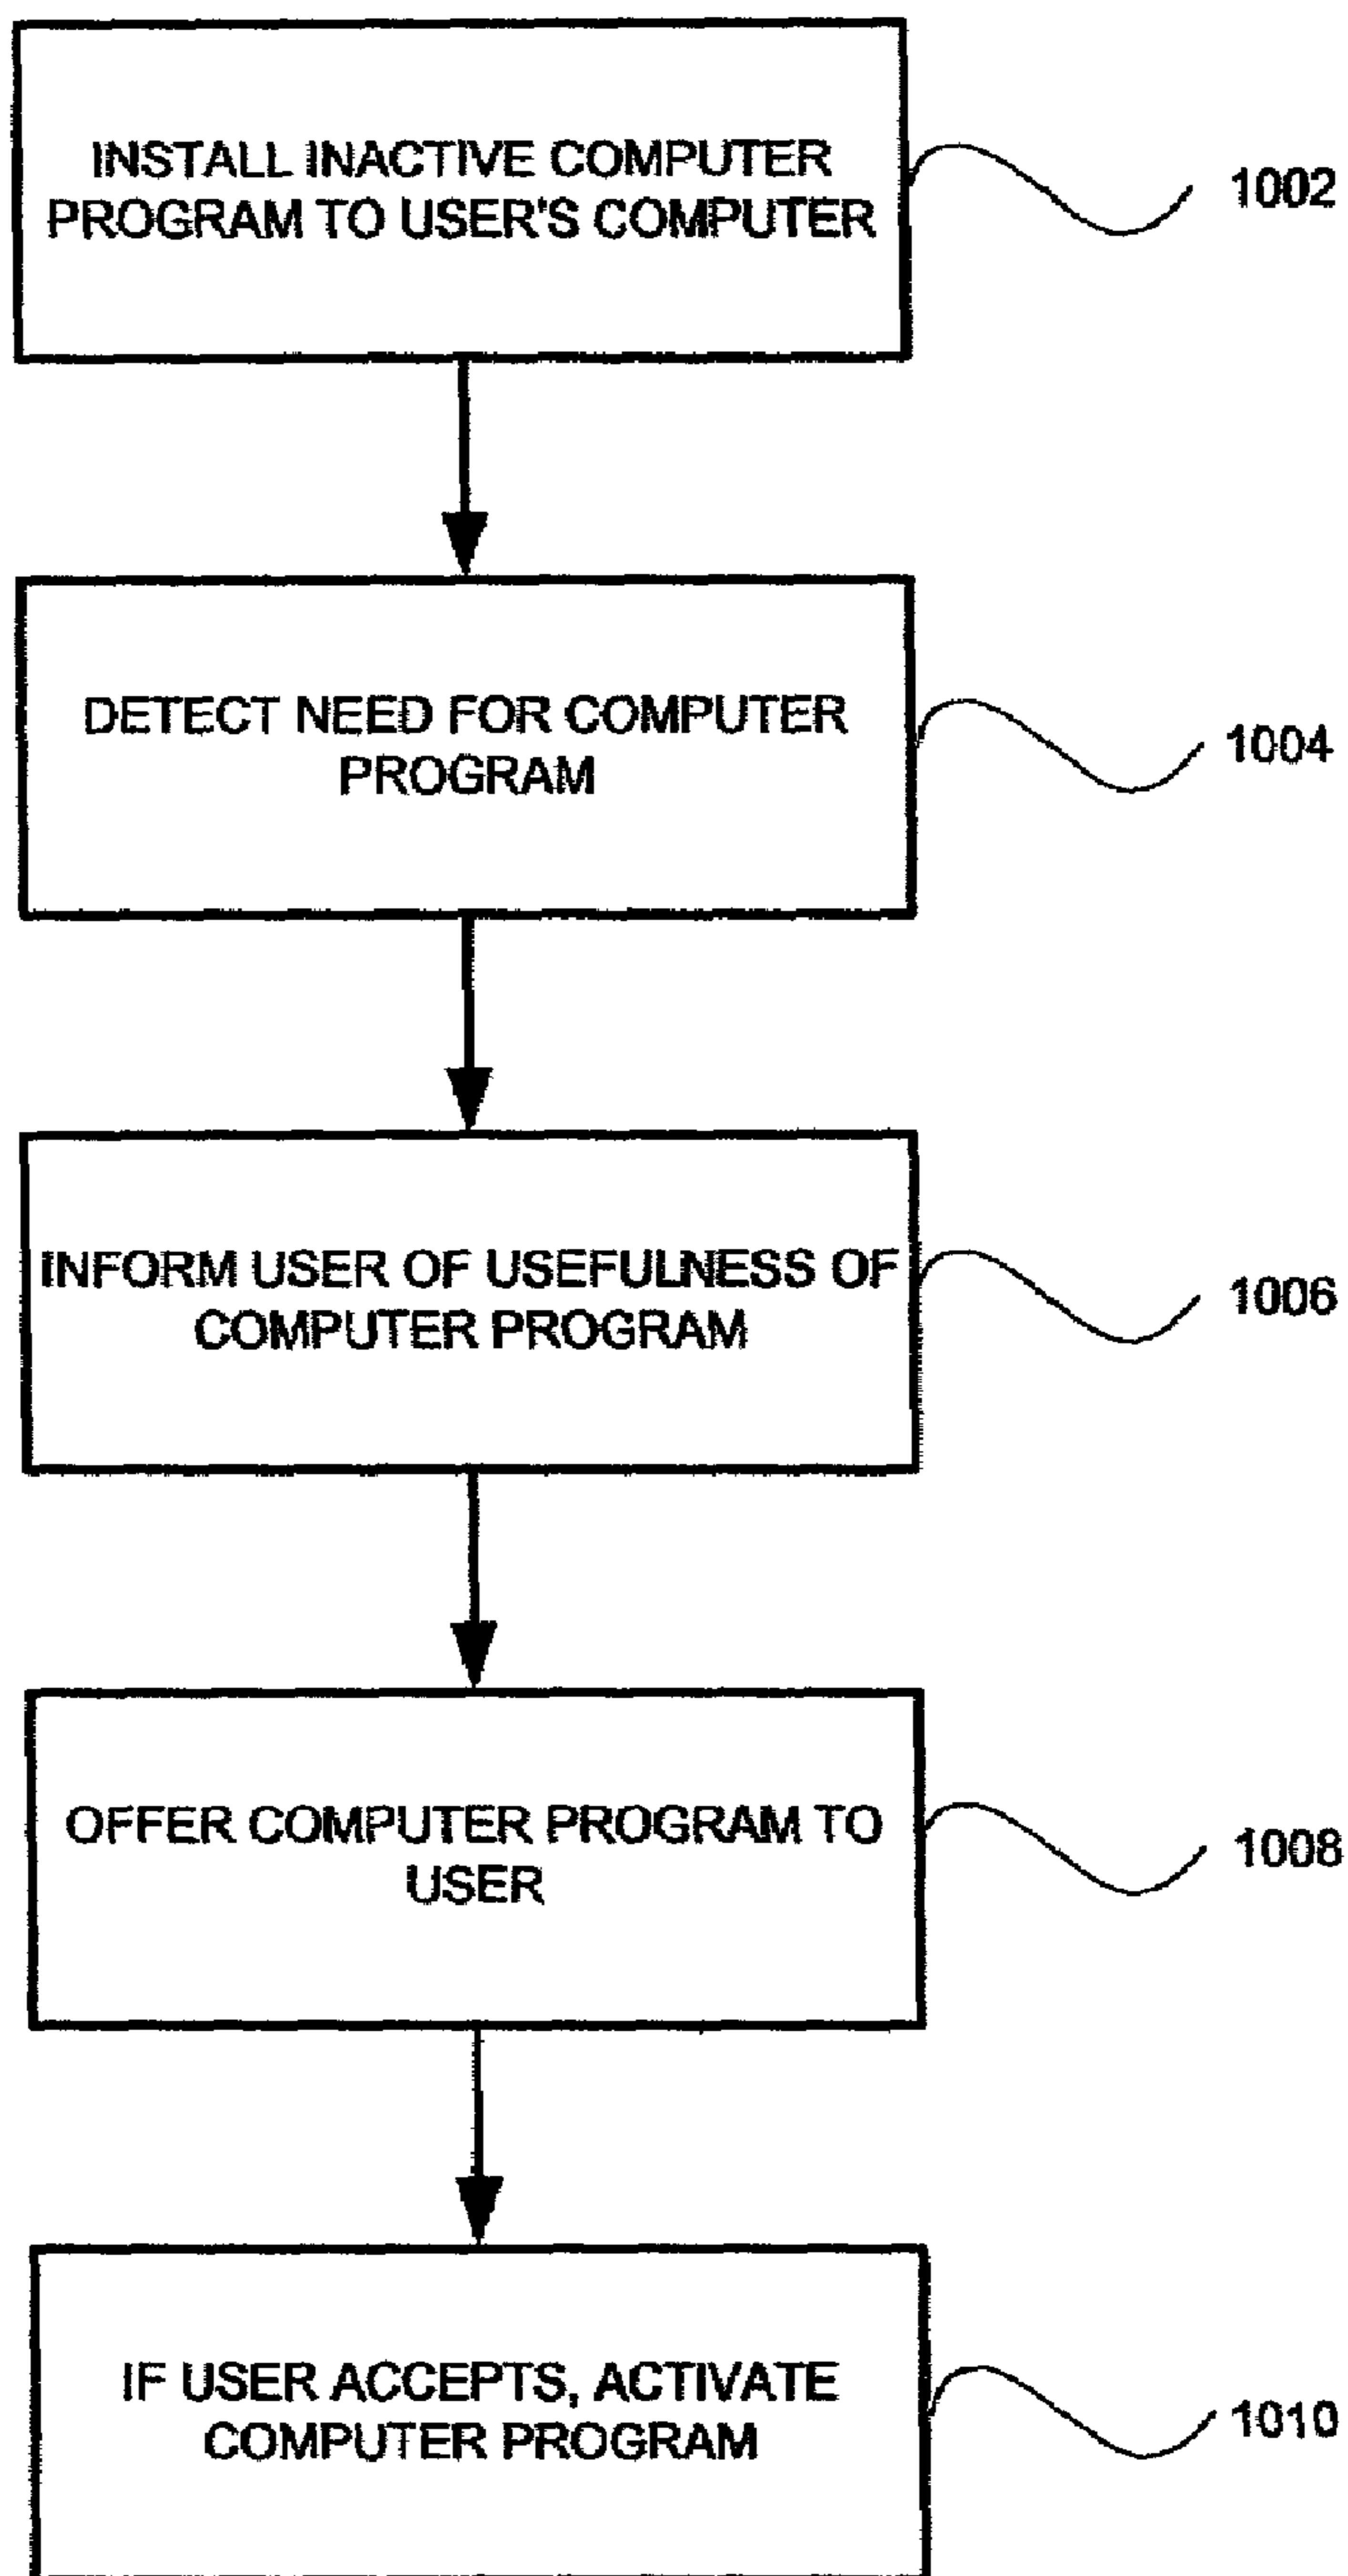 INSTALL INACTIVE COMPUTER
PROGRAM TO USER'S COMPUTER
1002
DETECT NEED FOR COMPUTER
PROGRAM
1004
INFORM USER OF USEFULNESS OF
COMPUTER PROGRAM
1006
OFFER COMPUTER PROGRAM TO
USER
1008
IF USER ACCEPTS, ACTIVATE
COMPUTER PROGRAM
1010